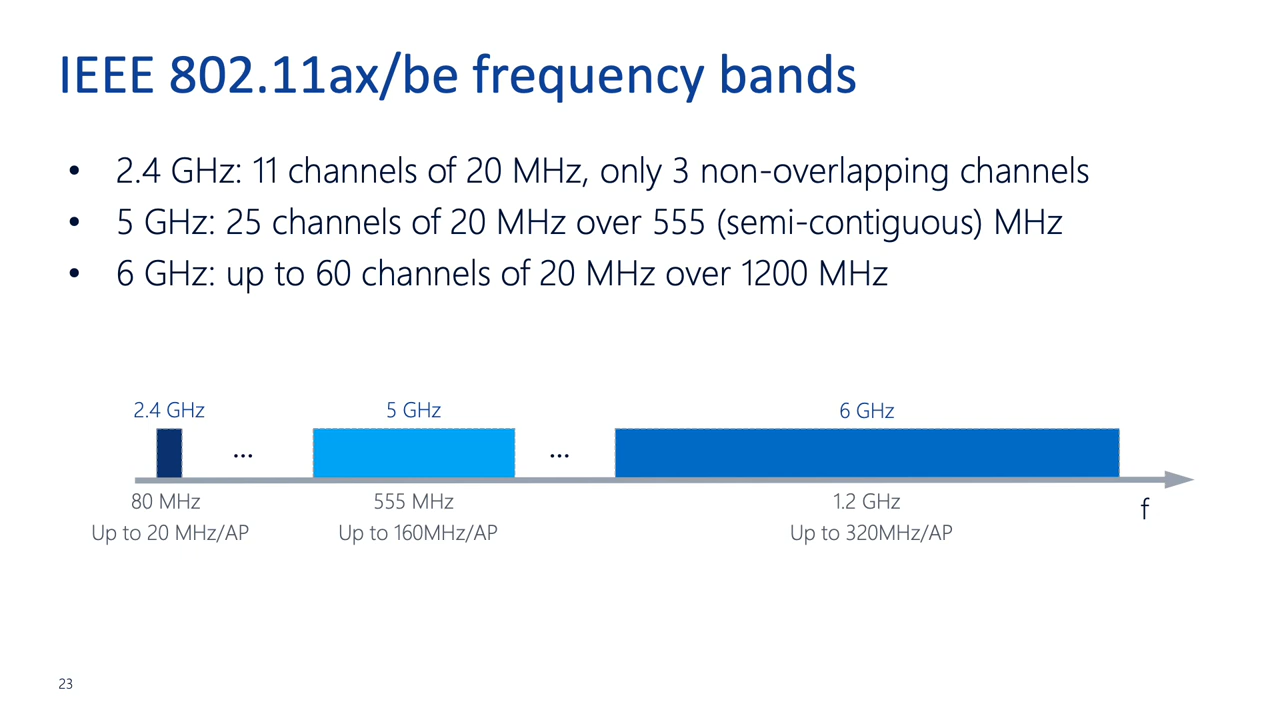 IEEE 802.11ax/be frequency bands
• 2.4 GHz: 11 channels of 20 MHz, only 3 non-overlapping channels
• 5 GHz: 25 channels of 20 MHz over 555 (semi-contiguous) MHz
• 6 GHz: up to 60 channels of 20 MHz over 1200 MHz
2.4 GHz 5 GHz 6 GHz
... ...
80 MHz 555 MHz 1.2 GHz f
Up to 20 MHz/AP Up to 160MHz/AP Up to 320MHz/AP
23